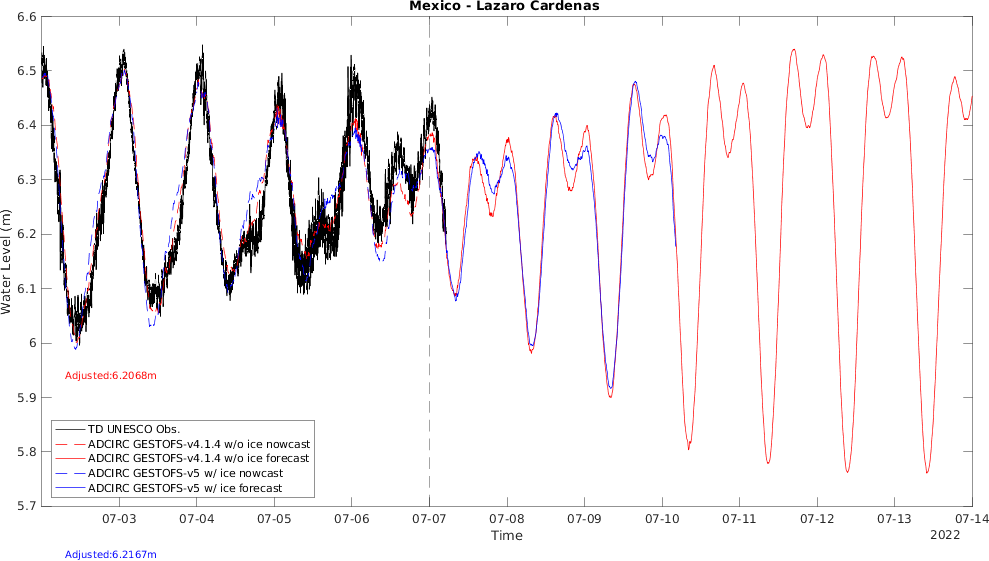 Mexico - Lazaro Cardenas
6.6
6.5
6.4
6.3
6.2
6.1
6
5.9
5.8
5.7
Water Level (m)
Adjusted:6.2068m
TD UNESCO Obs.
ADCIRC GESTOFS-v4.1.4 w/o ice nowcast
ADCIRC GESTOFS-v4.1.4 w/o ice forecast
ADCIRC GESTOFS-v5 w/ ice nowcast
ADCIRC GESTOFS-v5 w/ ice forecast
07-03 07-04 07-05 07-06 07-07 07-08 07-09 07-10 07-11 07-12 07-13 07-14
Time
2022
Adjusted:6.2167m